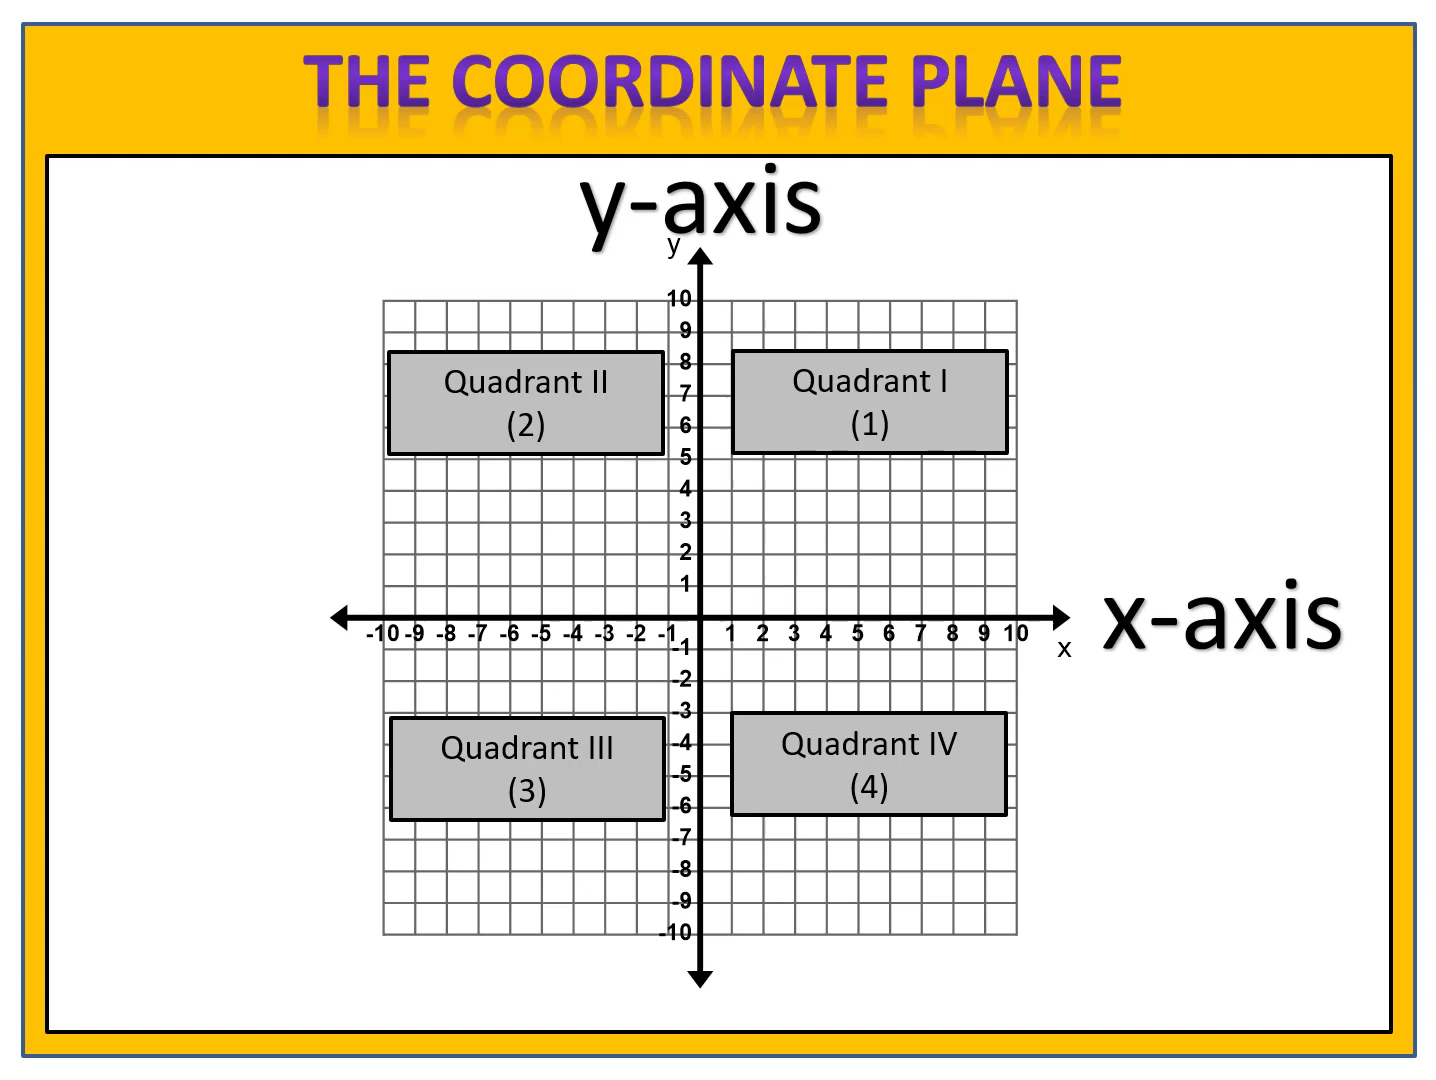 THE COORDINATE PLANE
y-axis
y
10
9
8
7
6
5
4
3
2
1
Quadrant II
(2)
Quadrant I
(1)
-10 -9 -8 -7 -6 -5 -4 -3 -2 -1 1 2 3 4 5 6 7 8 9 10
x
x-axis
-1
-2
-3
-4
-5
-6
-7
-8
-9
-10
Quadrant III
(3)
Quadrant IV
(4)